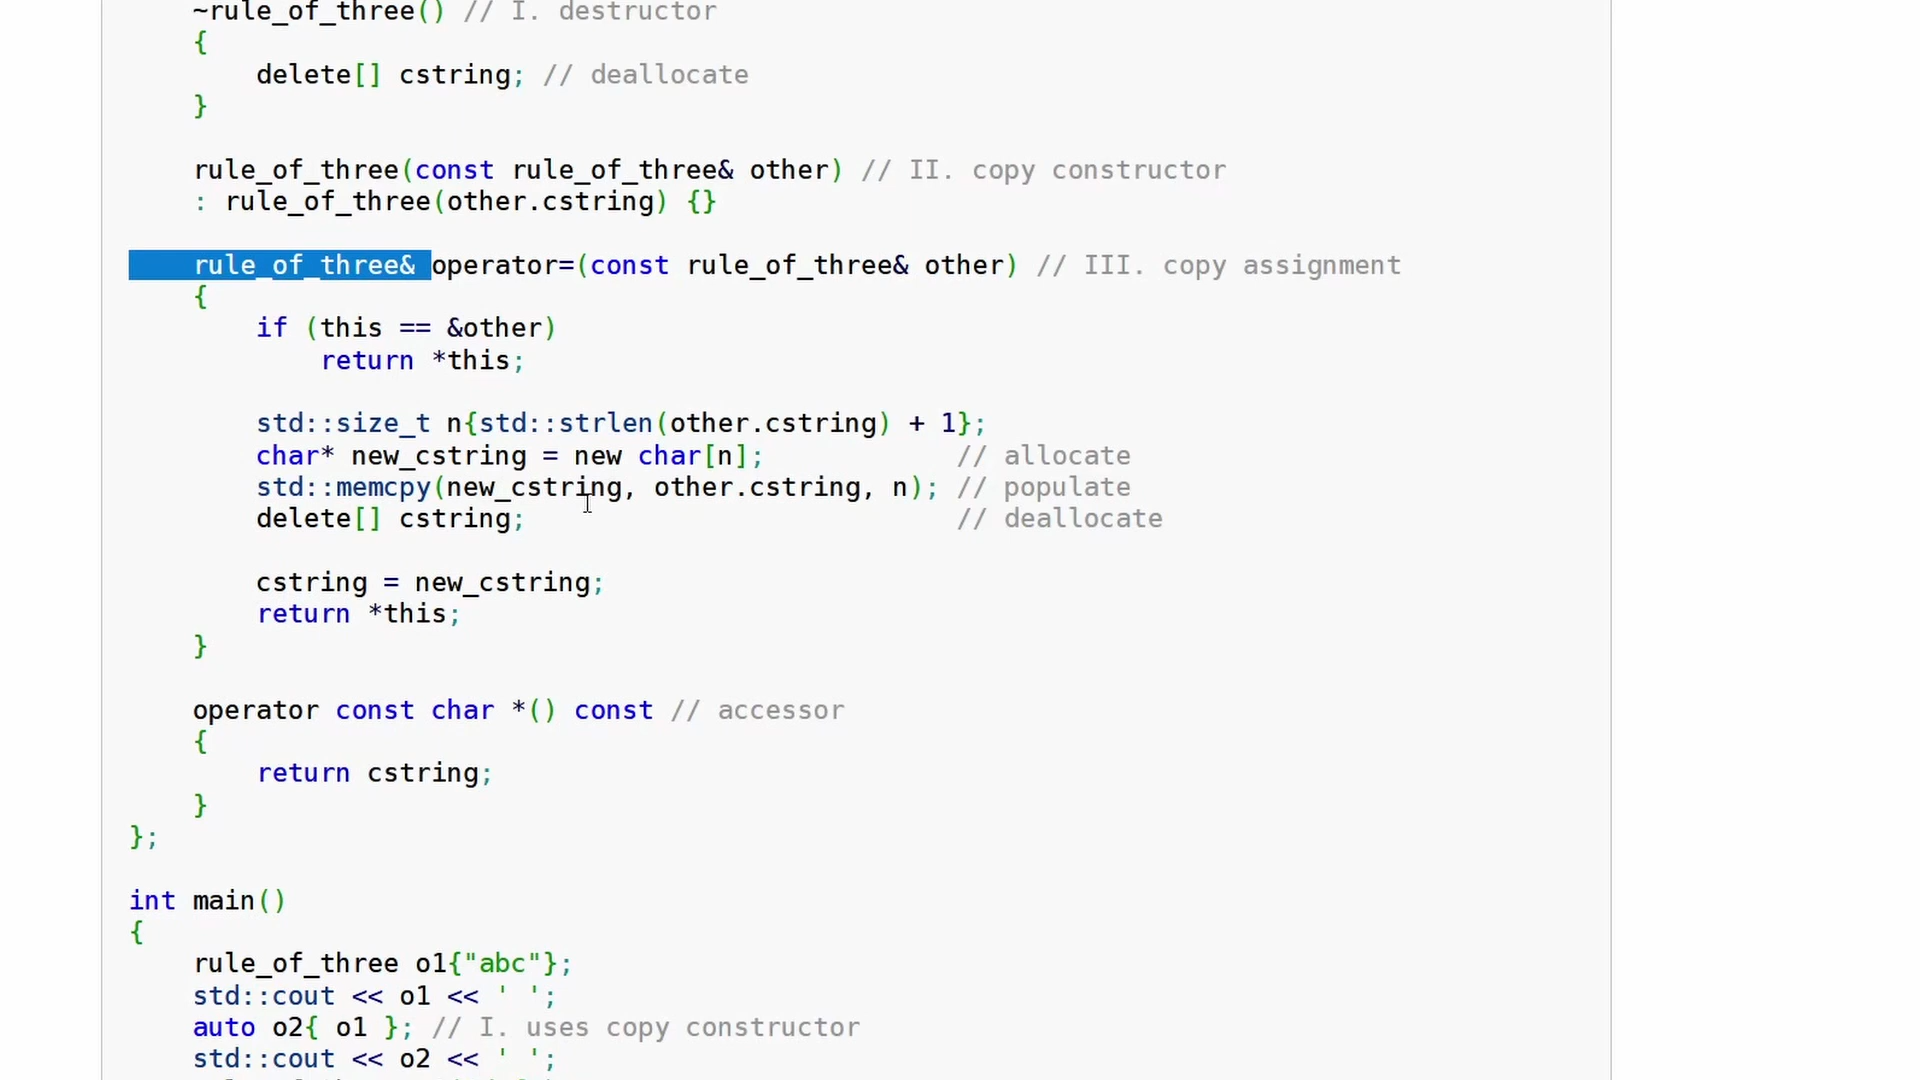 ~rule_of_three() // I. destructor
{
delete[] cstring; // deallocate
}
rule_of_three(const rule_of_three& other) // II. copy constructor
: rule_of_three(other.cstring) {}
rule_of_three& operator=(const rule_of_three& other) // III. copy assignment
{
if (this == &other)
return *this;
std::size_t n{std::strlen(other.cstring) + 1};
char* new_cstring = new char[n]; // allocate
std::memcpy(new_cstring, other.cstring, n); // populate
delete[] cstring; // deallocate
cstring = new_cstring;
return *this;
}
operator const char *() const // accessor
{
return cstring;
}
};
int main()
{
rule_of_three o1{"abc"};
std::cout << o1 << ' ';
auto o2{ o1 }; // I. uses copy constructor
std::cout << o2 << ' ';